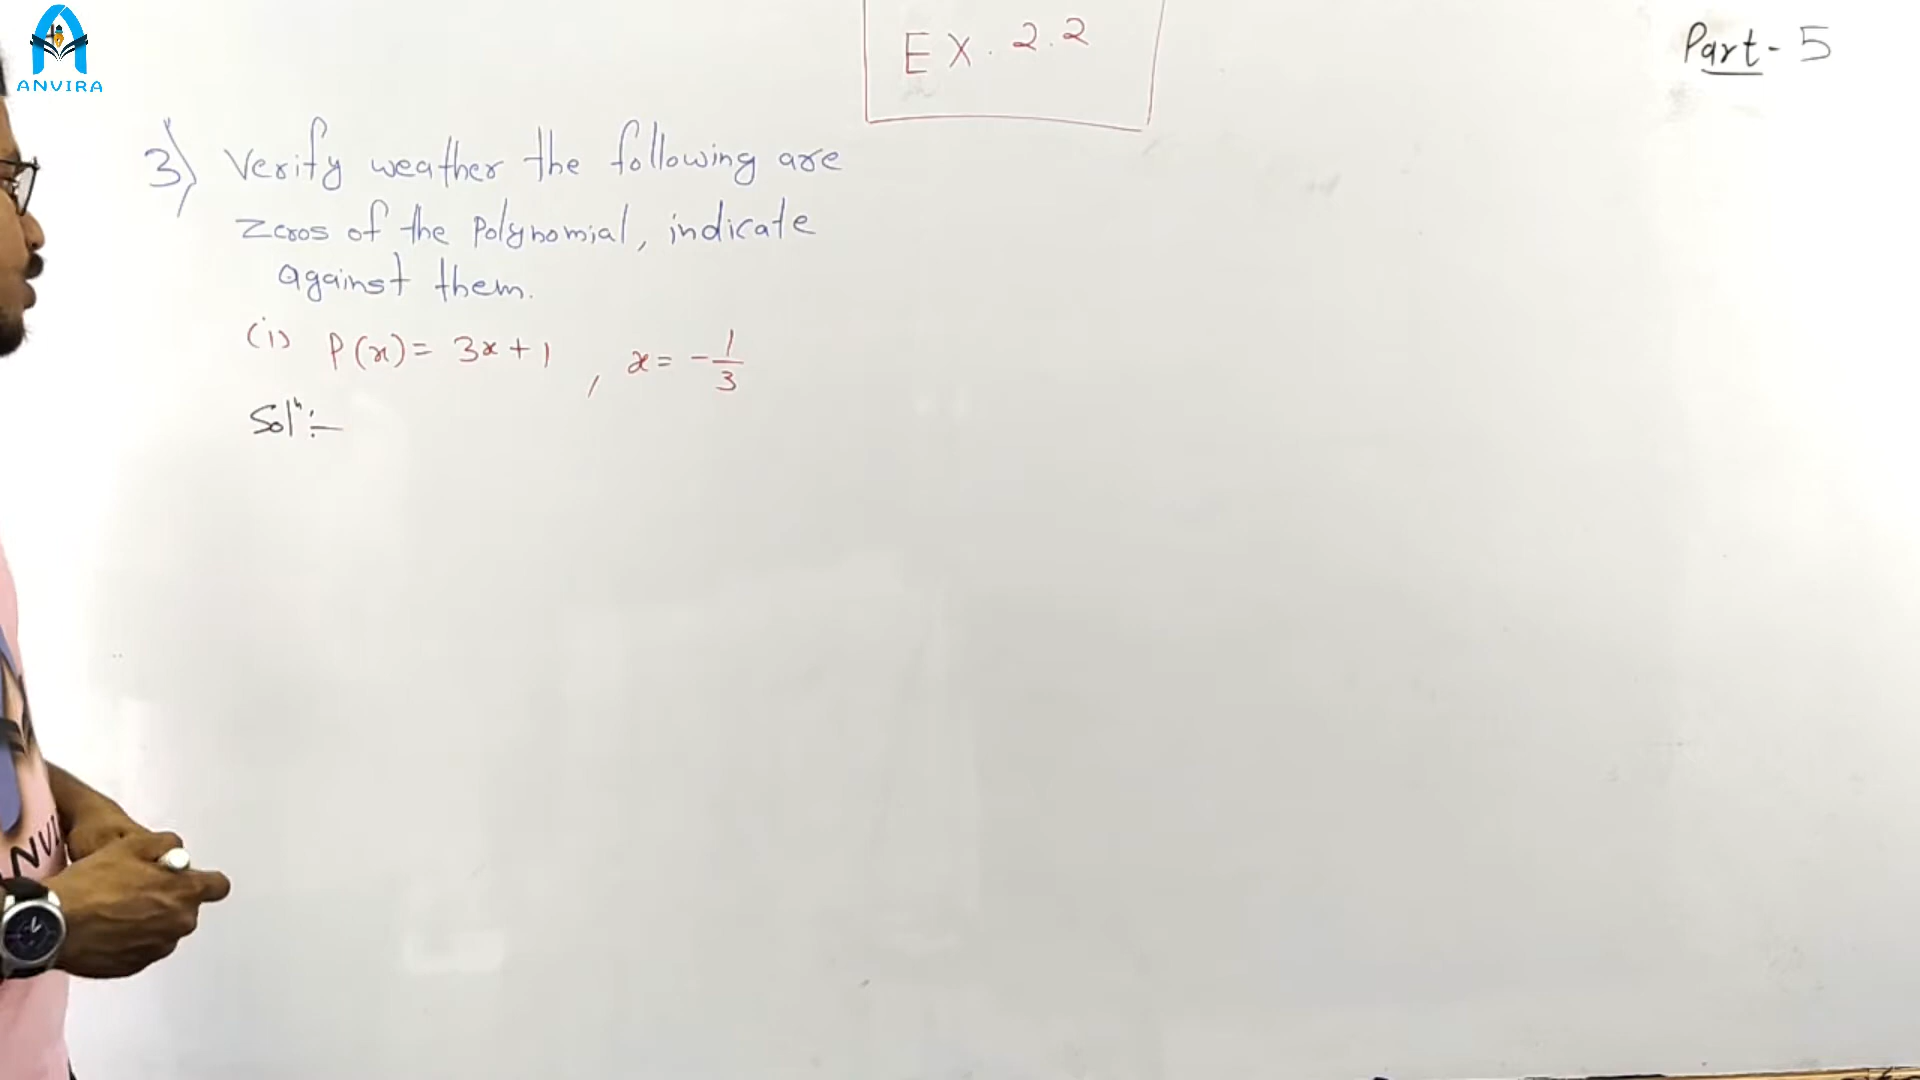 ANVIRA
EX. 2.2
Part - 5
3) Verify weather the following are
zeros of the Polynomial, indicate
against them.
(i) P(x) = 3x + 1 , x = -1/3
Solⁿ :-
NVI